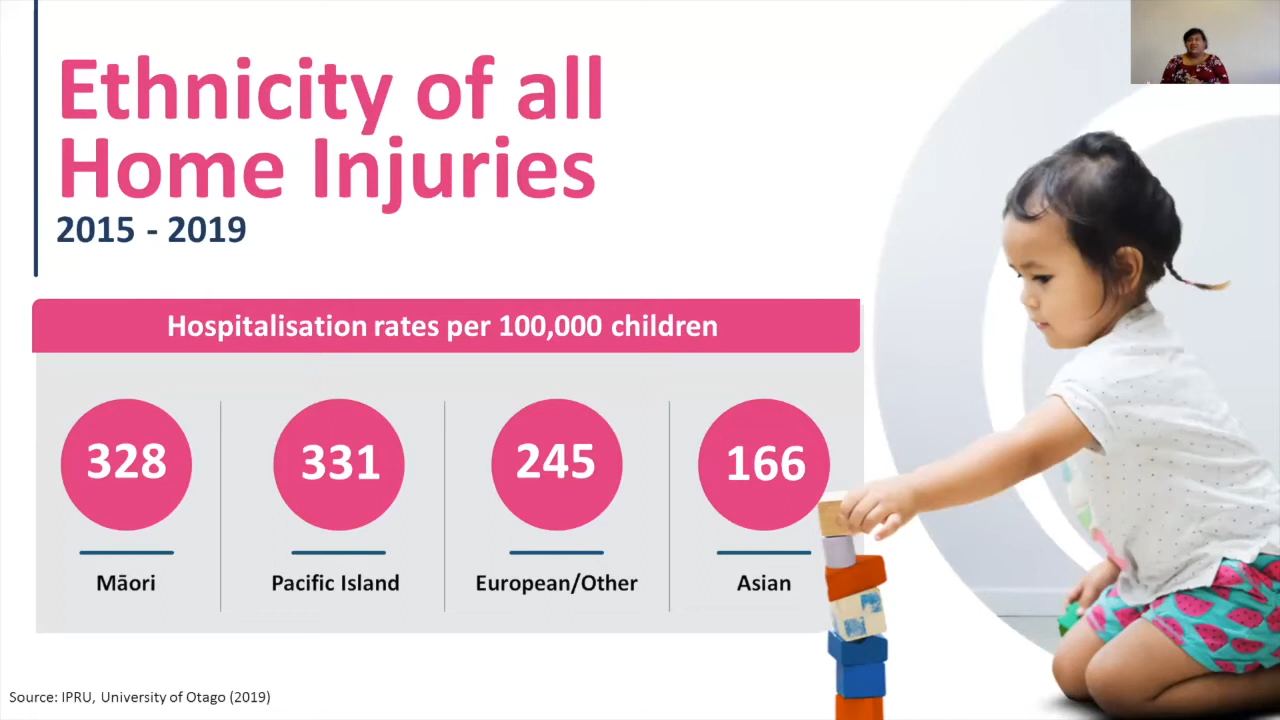 Ethnicity of all
Home Injuries
2015 - 2019
Hospitalisation rates per 100,000 children
328
331
245
166
Māori
Pacific Island
European/Other
Asian
Source: IPRU, University of Otago (2019)